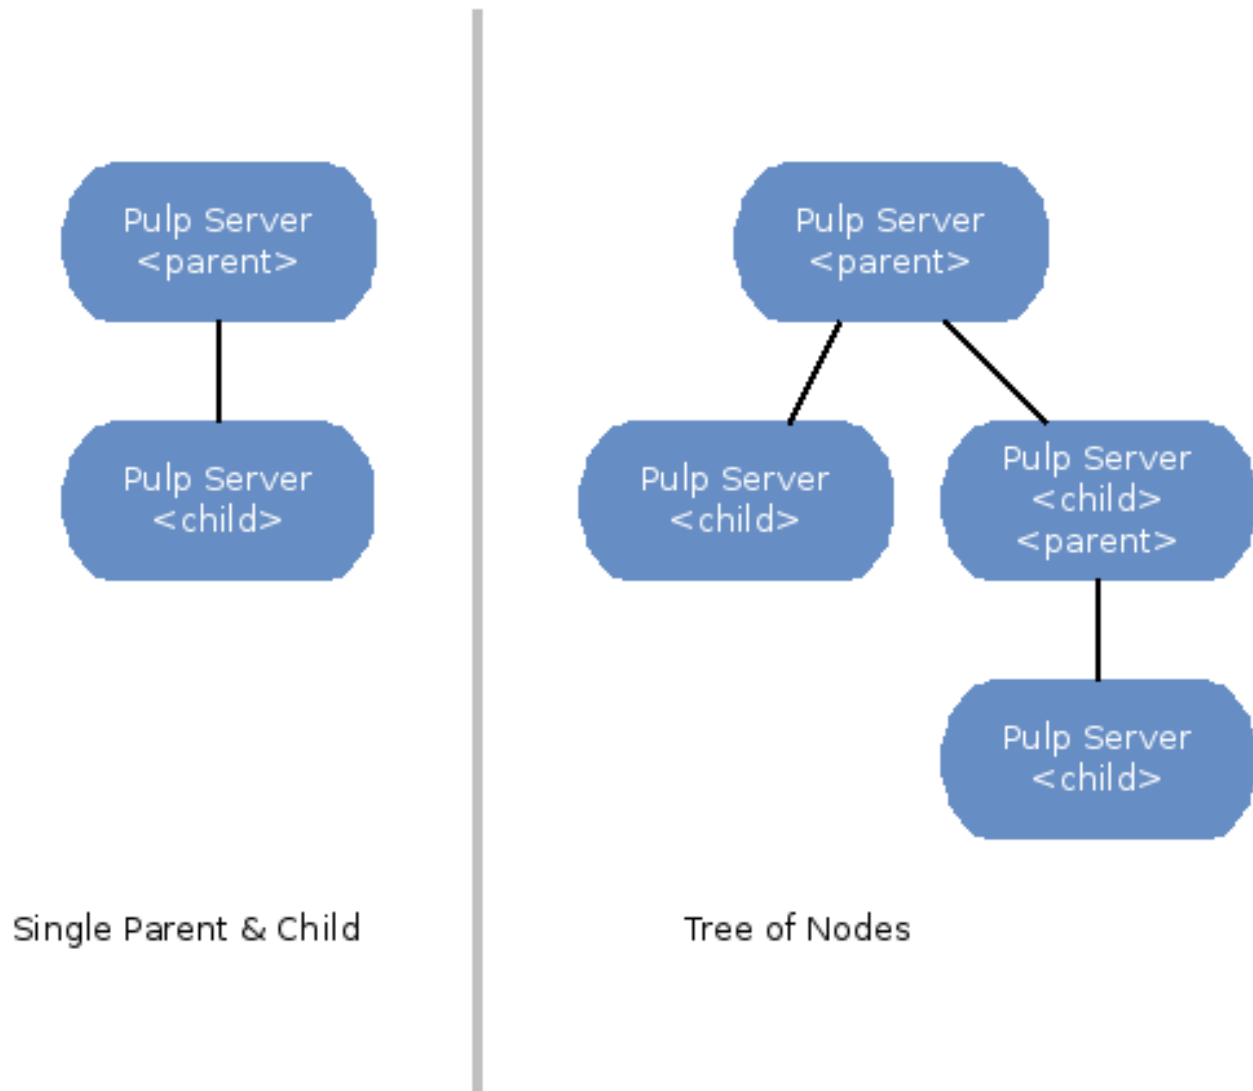 Pulp Server
<parent>
Pulp Server
<child>
Single Parent & Child
Pulp Server
<parent>
Pulp Server
<child>
Pulp Server
<child>
<parent>
Pulp Server
<child>
Tree of Nodes